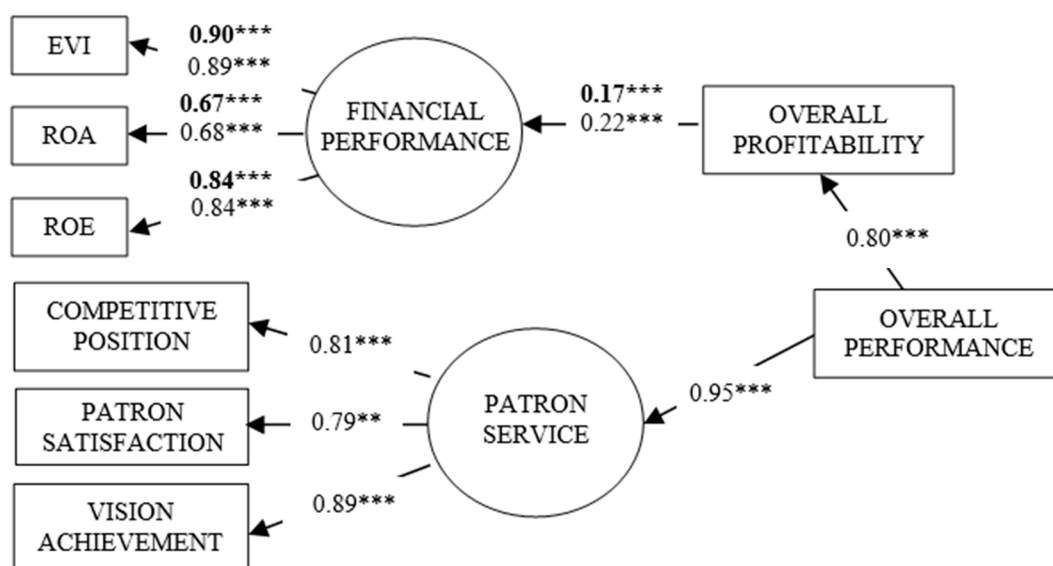 EVI
0.90***
0.89***
ROA
0.67***
0.68***
ROE
0.84***
0.84***
FINANCIAL
PERFORMANCE
0.17***
0.22***
OVERALL
PROFITABILITY
0.80***
OVERALL
PERFORMANCE
0.95***
PATRON
SERVICE
COMPETITIVE
POSITION
0.81***
PATRON
SATISFACTION
0.79**
VISION
ACHIEVEMENT
0.89***